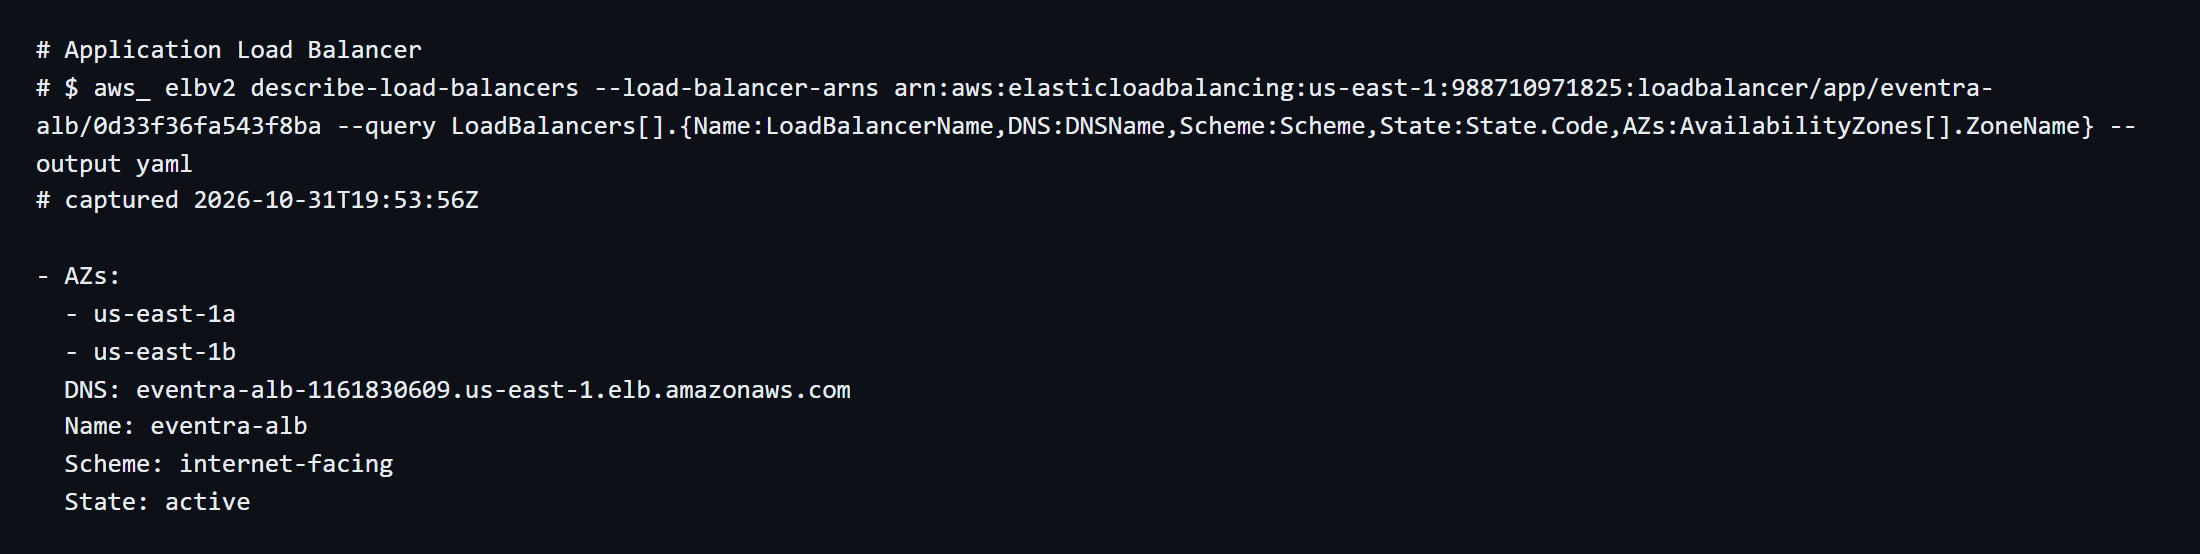 # Application Load Balancer
# $ aws_ elbv2 describe-load-balancers --load-balancer-arns arn:aws:elasticloadbalancing:us-east-1:988710971825:loadbalancer/app/eventra-
alb/0d33f36fa543f8ba --query LoadBalancers[].{Name:LoadBalancerName,DNS:DNSName,Scheme:Scheme,State:State.Code,AZs:AvailabilityZones[].ZoneName} --
output yaml
# captured 2026-10-31T19:53:56Z

- AZs:
  - us-east-1a
  - us-east-1b
  DNS: eventra-alb-1161830609.us-east-1.elb.amazonaws.com
  Name: eventra-alb
  Scheme: internet-facing
  State: active